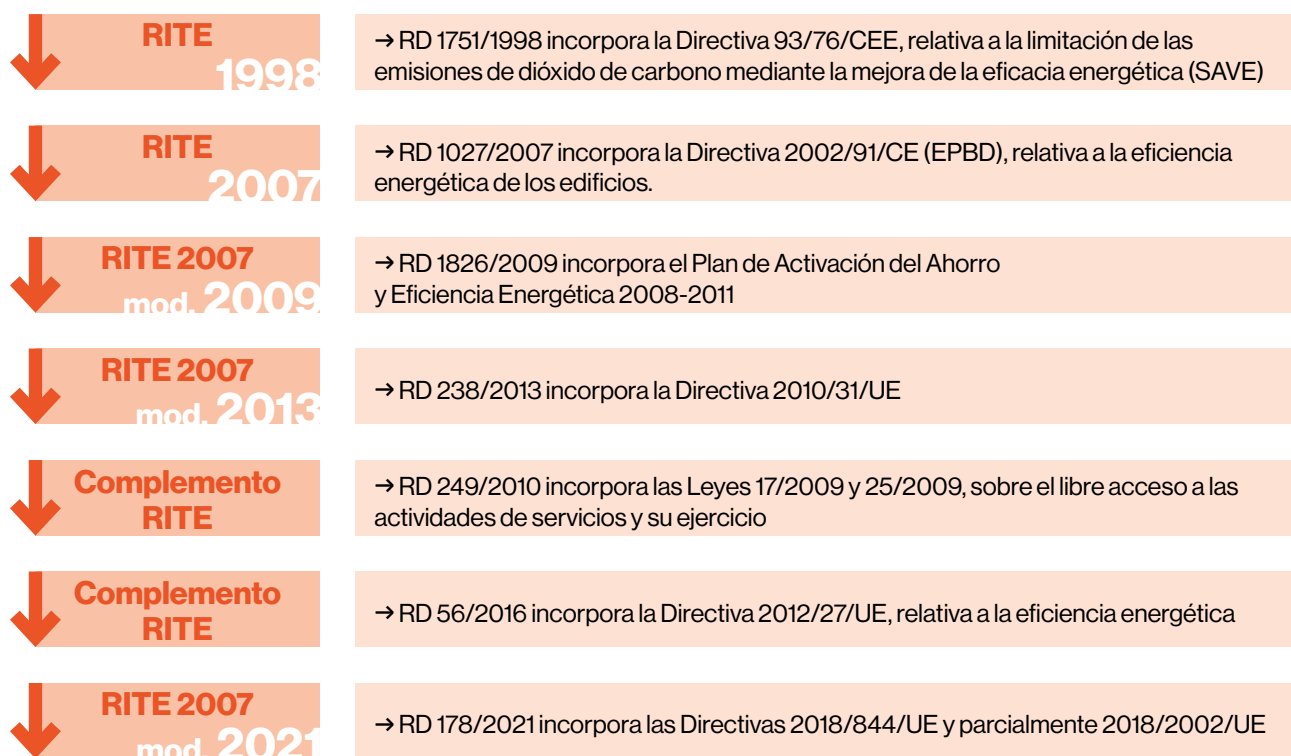 RITE
1998
→ RD 1751/1998 incorpora la Directiva 93/76/CEE, relativa a la limitación de las
emisiones de dióxido de carbono mediante la mejora de la eficacia energética (SAVE)
RITE
2007
→ RD 1027/2007 incorpora la Directiva 2002/91/CE (EPBD), relativa a la eficiencia
energética de los edificios.
RITE 2007
mod. 2009
→ RD 1826/2009 incorpora el Plan de Activación del Ahorro
y Eficiencia Energética 2008-2011
RITE 2007
mod. 2013
→ RD 238/2013 incorpora la Directiva 2010/31/UE
Complemento
RITE
→ RD 249/2010 incorpora las Leyes 17/2009 y 25/2009, sobre el libre acceso a las
actividades de servicios y su ejercicio
Complemento
RITE
→ RD 56/2016 incorpora la Directiva 2012/27/UE, relativa a la eficiencia energética
RITE 2007
mod. 2021
→ RD 178/2021 incorpora las Directivas 2018/844/UE y parcialmente 2018/2002/UE